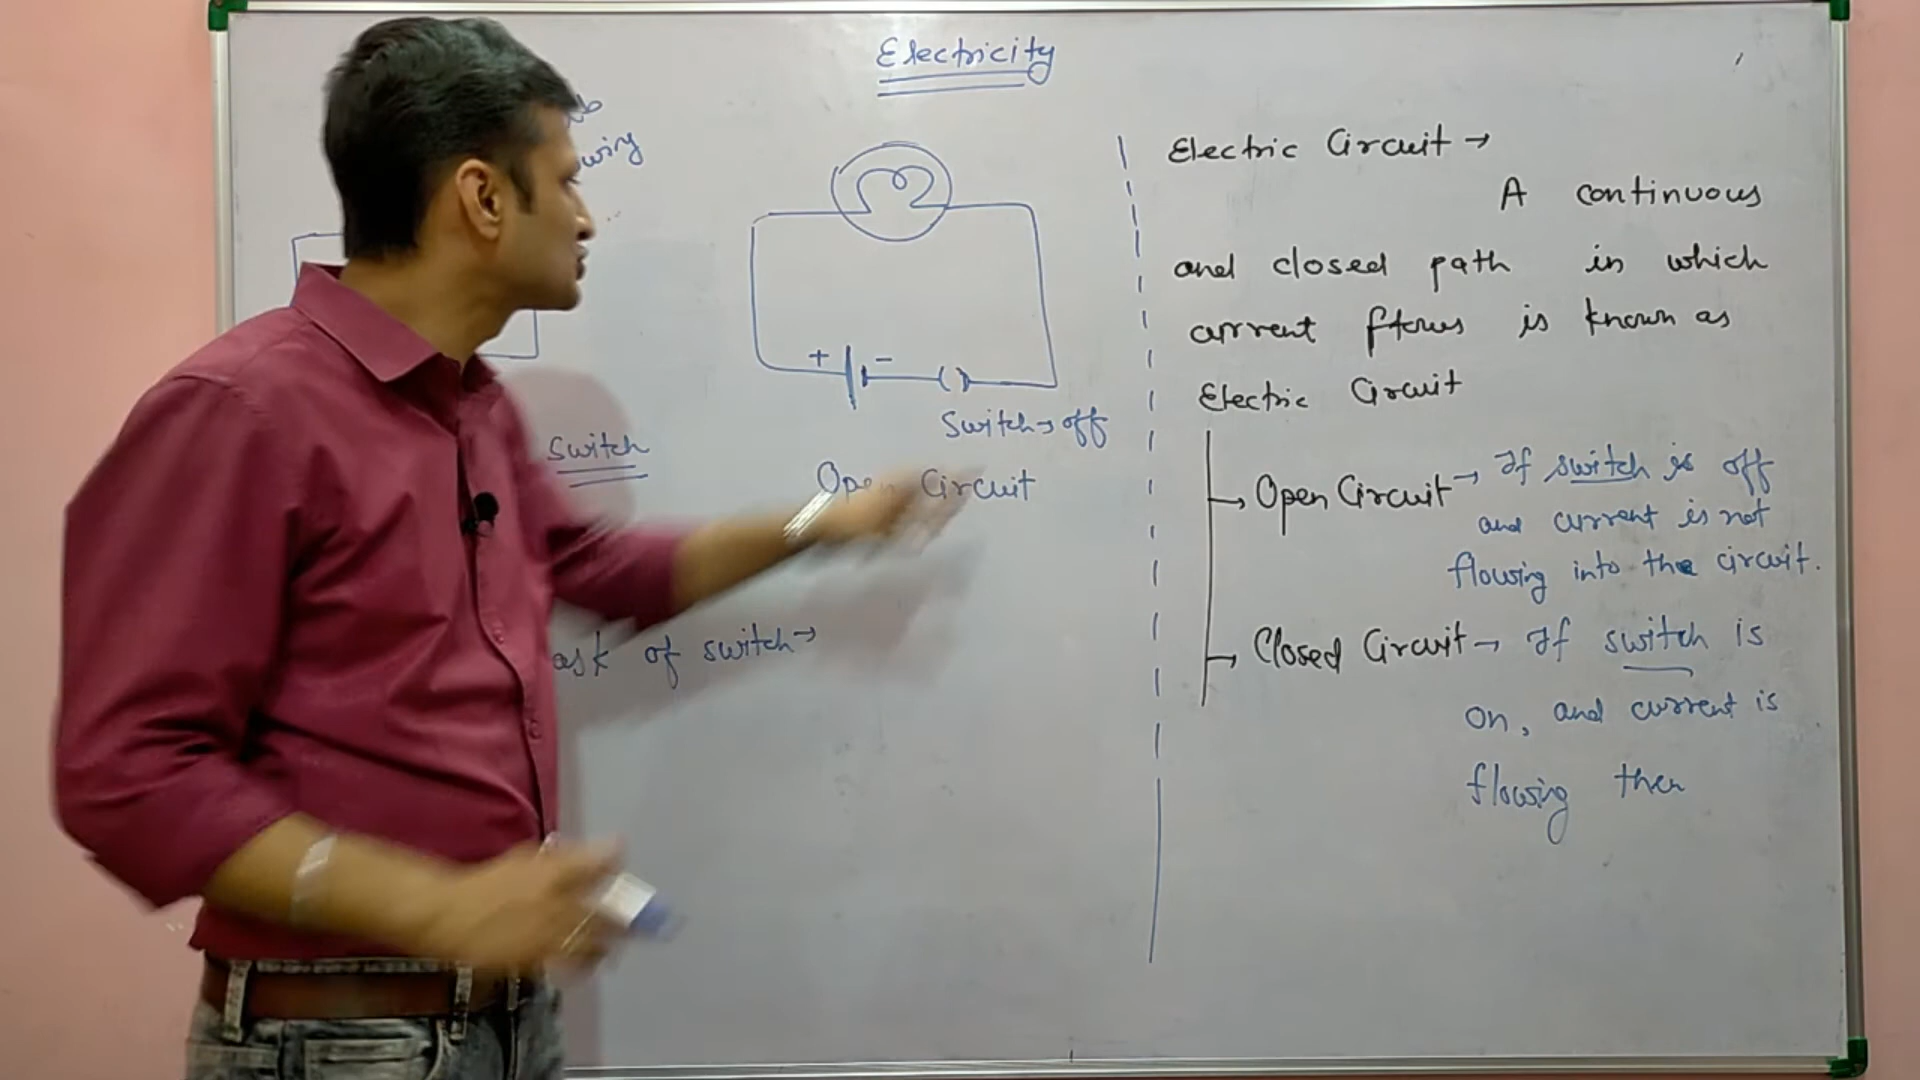 Electricity
Switch
+ -
Switch → off
Open Circuit
ask of switch →
Electric Circuit →
A continuous
and closed path in which
current flows is known as
Electric Circuit
→ Open Circuit → If switch is off
and current is not
flowing into the circuit.
→ Closed Circuit → If switch is
on, and current is
flowing then